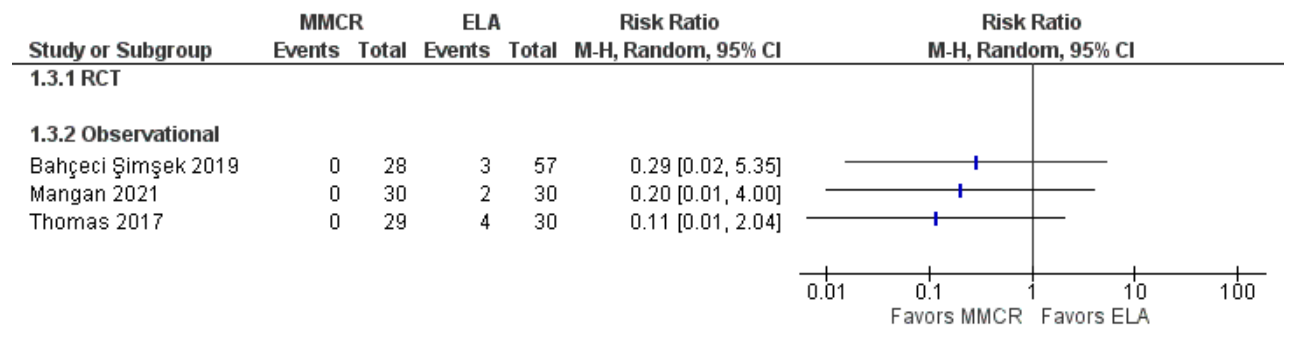 MMCR ELA Risk Ratio Risk Ratio
Study or Subgroup Events Total Events Total M-H, Random, 95% CI M-H, Random, 95% CI
1.3.1 RCT
1.3.2 Observational
Bahçeci Şimşek 2019 0 28 3 57 0.29 [0.02, 5.35]
Mangan 2021 0 30 2 30 0.20 [0.01, 4.00]
Thomas 2017 0 29 4 30 0.11 [0.01, 2.04]
0.01 0.1 1 10 100
Favors MMCR Favors ELA